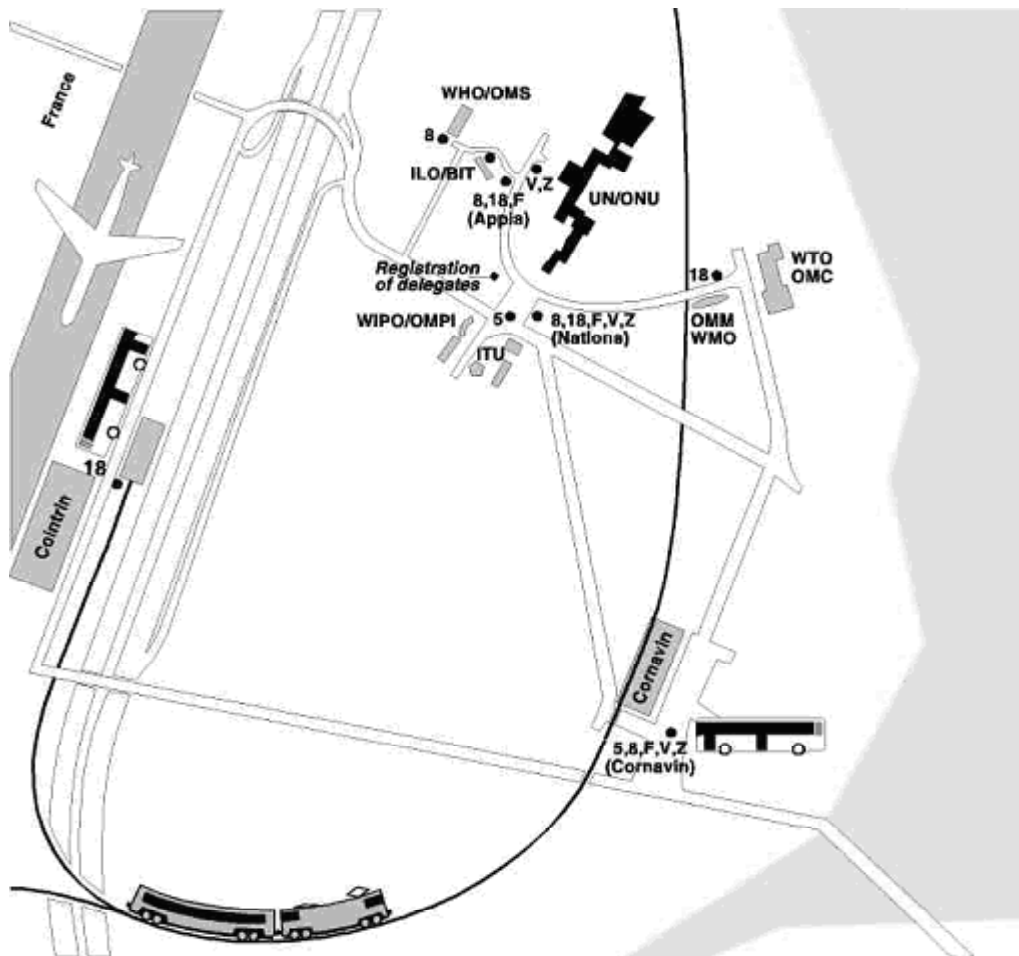 France
WHO/OMS
8
ILO/BIT
V,Z
8,18,F
(Appia)
UN/ONU
Registration
of delegates
18
WTO
OMC
WIPO/OMPI
5
8,18,F,V,Z
(Nations)
OMM
WMO
ITU
18
Cointrin
Cornavin
5,8,F,V,Z
(Cornavin)